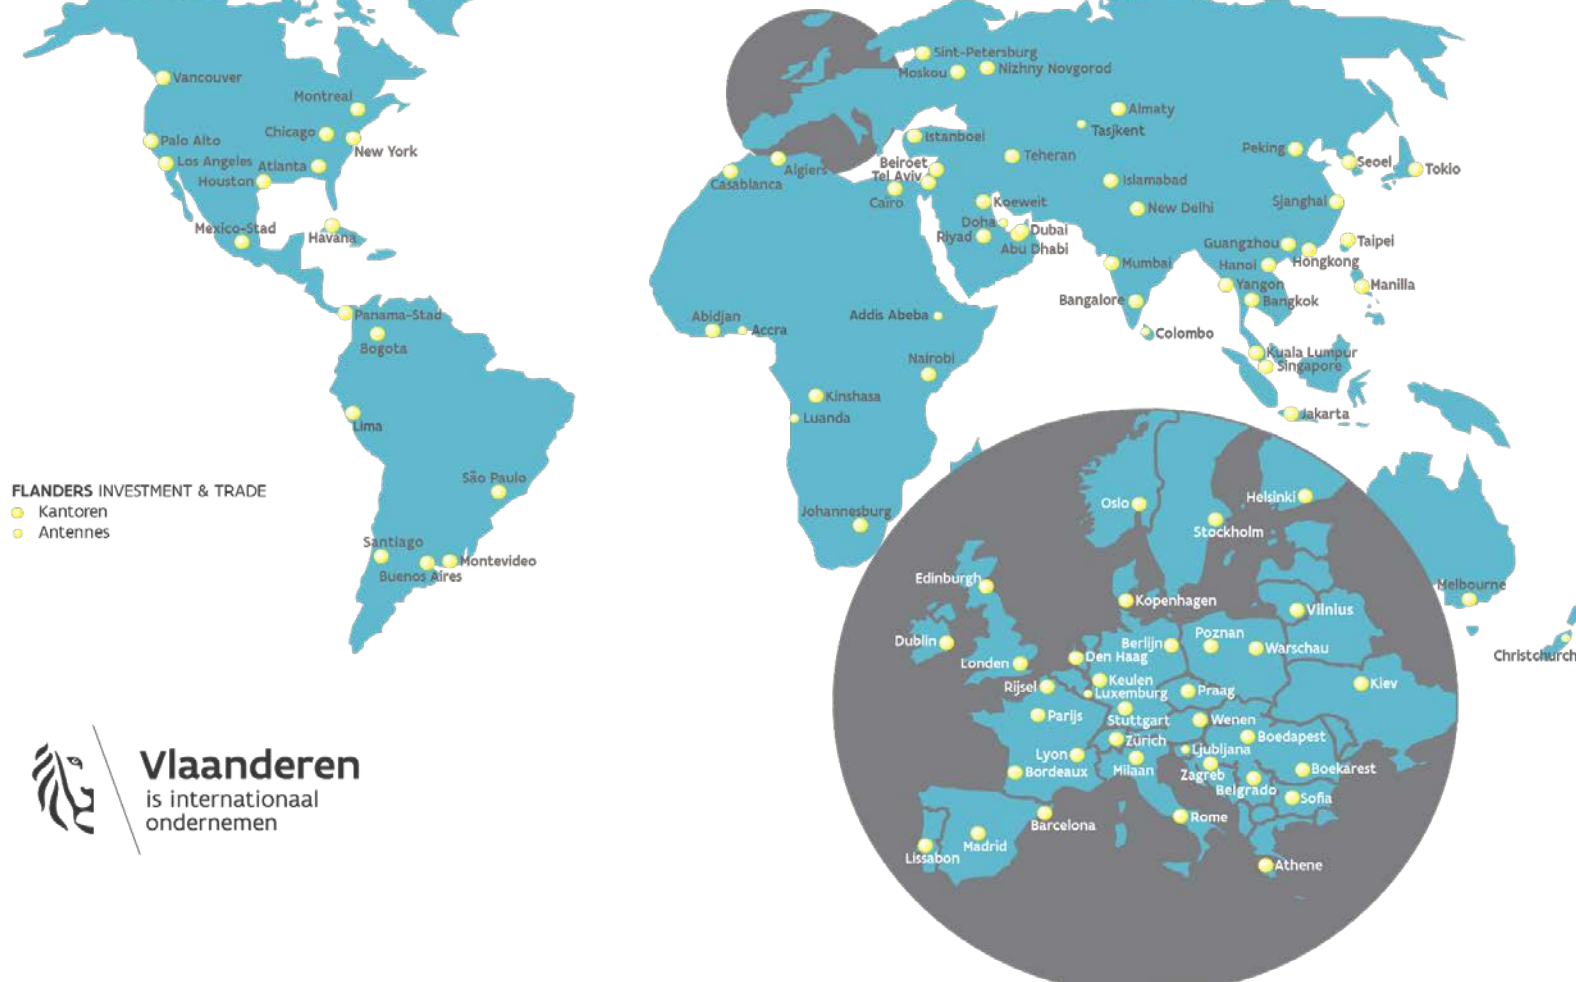 Vancouver
Montreal
Chicago
Palo Alto
New York
Los Angeles
Atlanta
Houston
Mexico-Stad
Havana
Panama-Stad
Bogota
Lima
São Paulo
Santiago
Buenos Aires
Montevideo
FLANDERS INVESTMENT & TRADE
Kantoren
Antennes
Vlaanderen
is internationaal
ondernemen
Sint-Petersburg
Moskou
Nizhny Novgorod
Almaty
Tasjkent
Istanboel
Teheran
Beiroet
Tel Aviv
Algiers
Casablanca
Cairo
Islamabad
New Delhi
Koeweit
Doha
Dubai
Riyad
Abu Dhabi
Peking
Seoel
Tokio
Sjanghai
Guangzhou
Taipei
Hongkong
Hanoi
Mumbai
Yangon
Manilla
Bangalore
Bangkok
Colombo
Abidjan
Accra
Addis Abeba
Nairobi
Kuala Lumpur
Singapore
Kinshasa
Luanda
Jakarta
Johannesburg
Melbourne
Christchurch
Oslo
Helsinki
Stockholm
Edinburgh
Kopenhagen
Vilnius
Dublin
Berlijn
Poznan
Warschau
Londen
Den Haag
Keulen
Rijsel
Luxemburg
Praag
Kiev
Parijs
Stuttgart
Wenen
Zürich
Boedapest
Lyon
Ljubljana
Bordeaux
Milaan
Zagreb
Boekarest
Belgrado
Sofia
Barcelona
Rome
Madrid
Lissabon
Athene